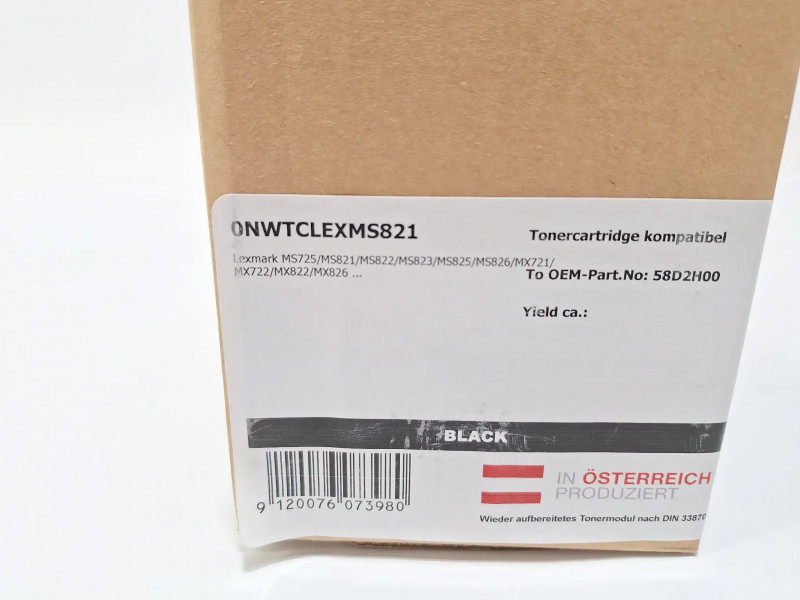 0NWTCLEXMS821
Lexmark MS725/MS821/MS822/MS823/MS825/MS826/MX721/
MX722/MX822/MX826 ...
Tonercartridge kompatibel
To OEM-Part.No: 58D2H00
Yield ca.:
BLACK
9 120076 073980
IN ÖSTERREICH
PRODUZIERT
Wieder aufbereitetes Tonermodul nach DIN 33870